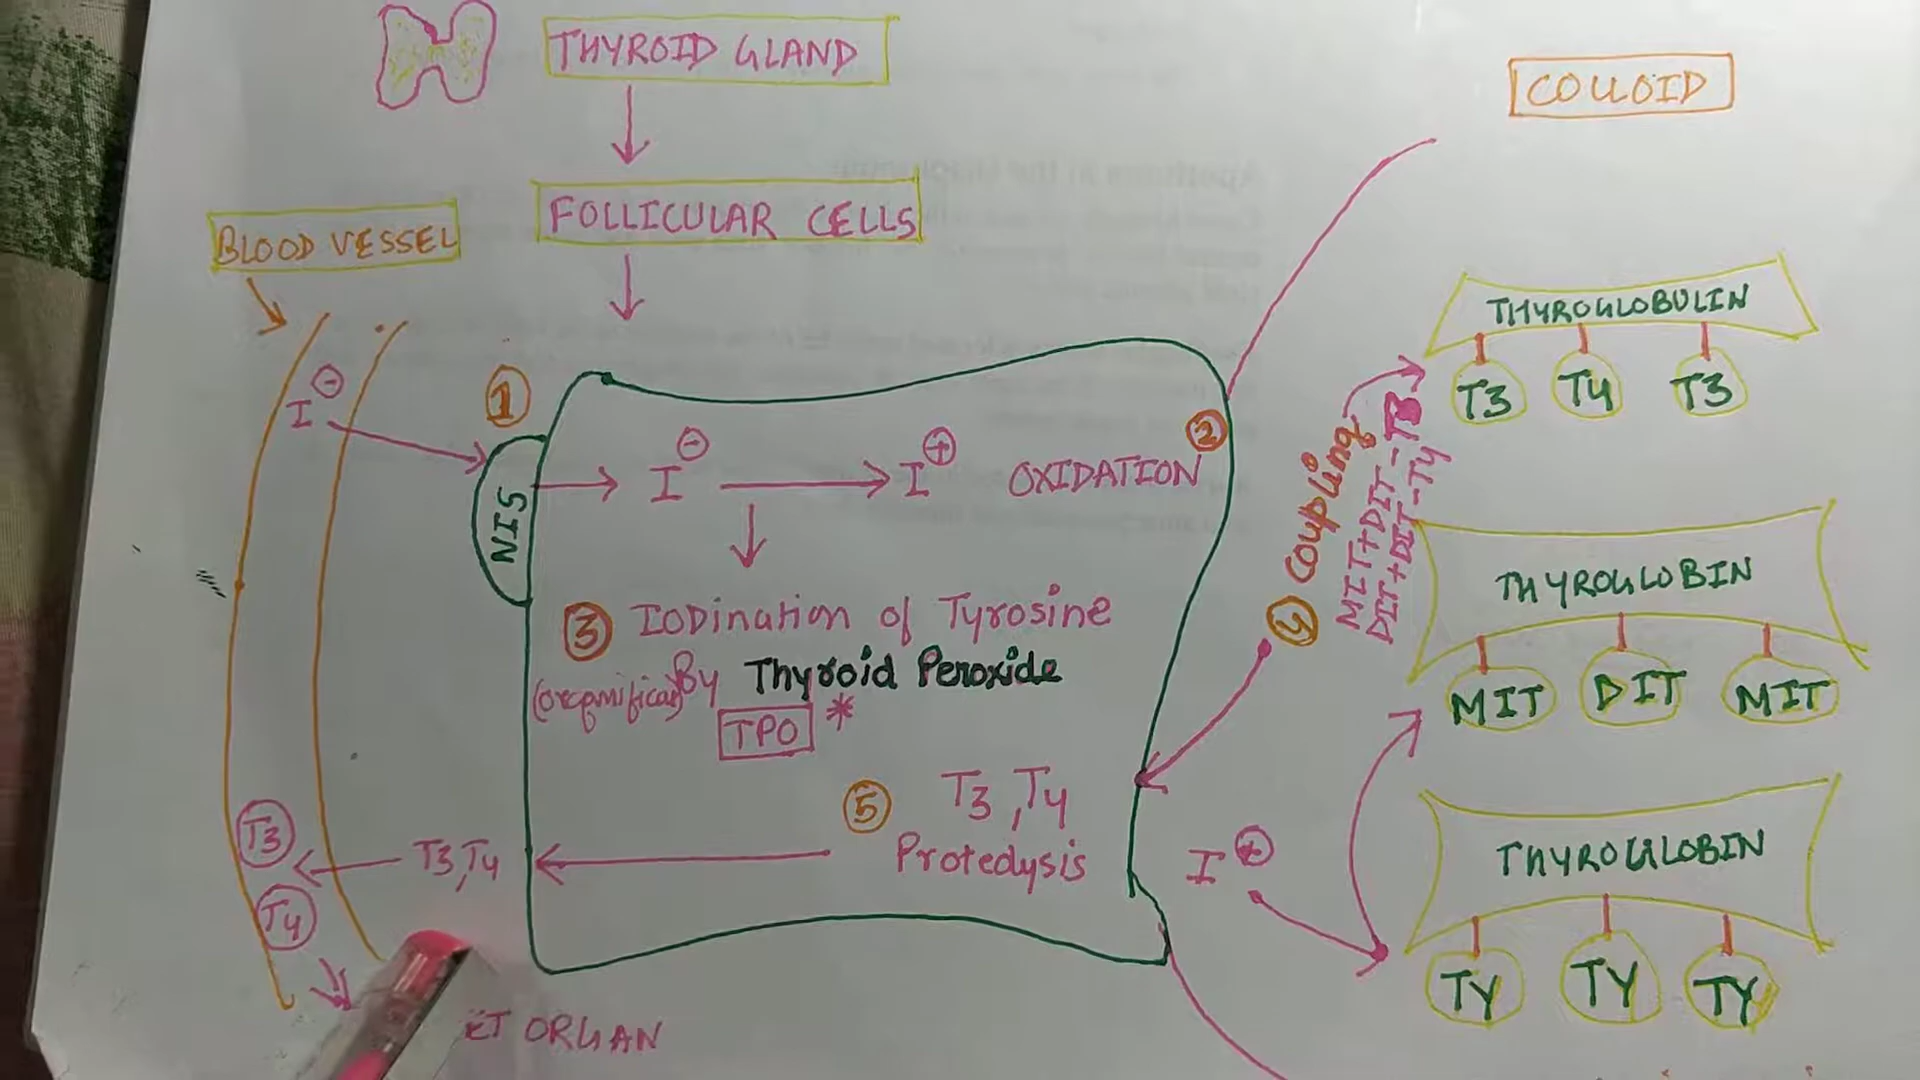 THYROID GLAND
COLLOID
FOLLICULAR CELLS
BLOOD VESSEL
THYROGLOBULIN
T3 T4 T3
I⊖
1
NIS
I⊖ I⊕ OXIDATION
2
4 Coupling
MIT+DIT-T3
DIT+DIT-T4
THYROGLOBIN
MIT DIT MIT
3 IODination of Tyrosine
By Thyroid Peroxide
TPO *
5 T3,T4
Proteolysis
T3,T4
T3
T4
I⊕
THYROGLOBIN
TY TY TY
ET ORGAN